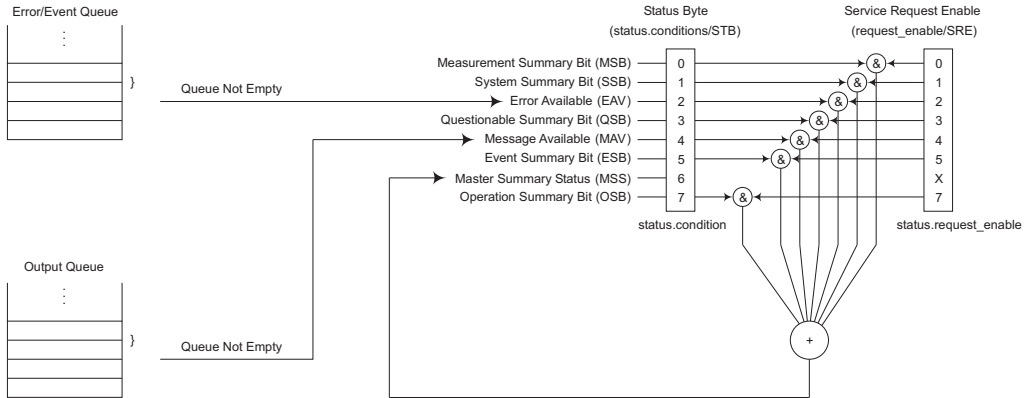 Error/Event Queue
Status Byte
(status.conditions/STB)
Service Request Enable
(request_enable/SRE)
}
Queue Not Empty
Measurement Summary Bit (MSB) 0 & 0
System Summary Bit (SSB) 1 & 1
Error Available (EAV) 2 & 2
Questionable Summary Bit (QSB) 3 & 3
Message Available (MAV) 4 & 4
Event Summary Bit (ESB) 5 & 5
Master Summary Status (MSS) 6 X
Operation Summary Bit (OSB) 7 & 7
status.condition
status.request_enable
Output Queue
}
Queue Not Empty
+